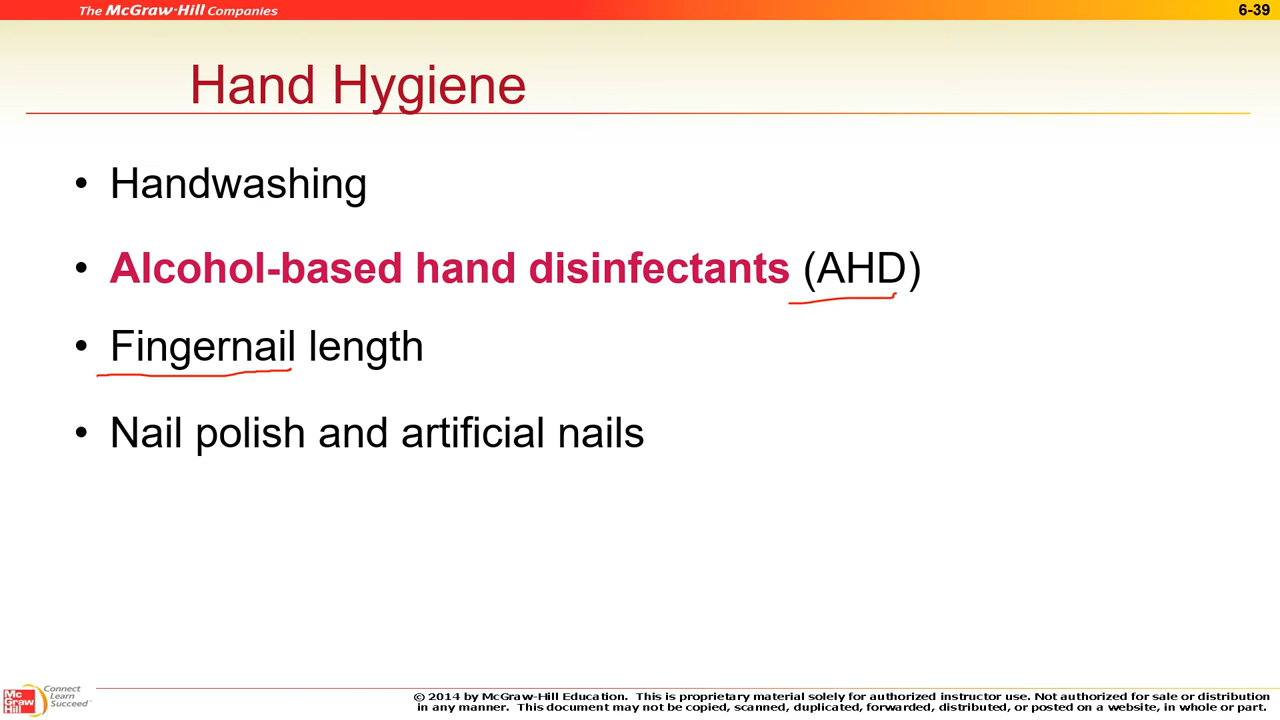 The McGraw-Hill Companies
6-39
Hand Hygiene
• Handwashing
• Alcohol-based hand disinfectants (AHD)
• Fingernail length
• Nail polish and artificial nails
Mc
Graw
Hill
Connect
Learn
Succeed™
© 2014 by McGraw-Hill Education. This is proprietary material solely for authorized instructor use. Not authorized for sale or distribution
in any manner. This document may not be copied, scanned, duplicated, forwarded, distributed, or posted on a website, in whole or part.